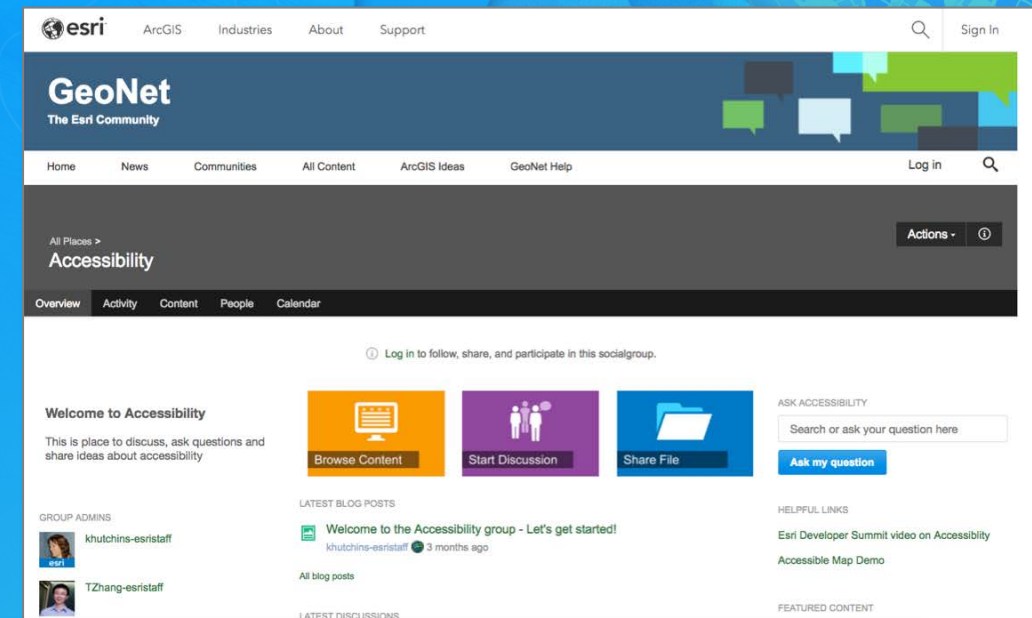 esri ArcGIS Industries About Support Sign In
GeoNet
The Esri Community
Home News Communities All Content ArcGIS Ideas GeoNet Help Log in
All Places >
Accessibility
Actions
Overview Activity Content People Calendar
Log in to follow, share, and participate in this socialgroup.
Welcome to Accessibility
This is place to discuss, ask questions and
share ideas about accessibility
GROUP ADMINS
khutchins-esristaff
esri
TZhang-esristaff
Browse Content
Start Discussion
Share File
LATEST BLOG POSTS
Welcome to the Accessibility group - Let's get started!
khutchins-esristaff 3 months ago
All blog posts
LATEST DISCUSSIONS
ASK ACCESSIBILITY
Search or ask your question here
Ask my question
HELPFUL LINKS
Esri Developer Summit video on Accessiblity
Accessible Map Demo
FEATURED CONTENT